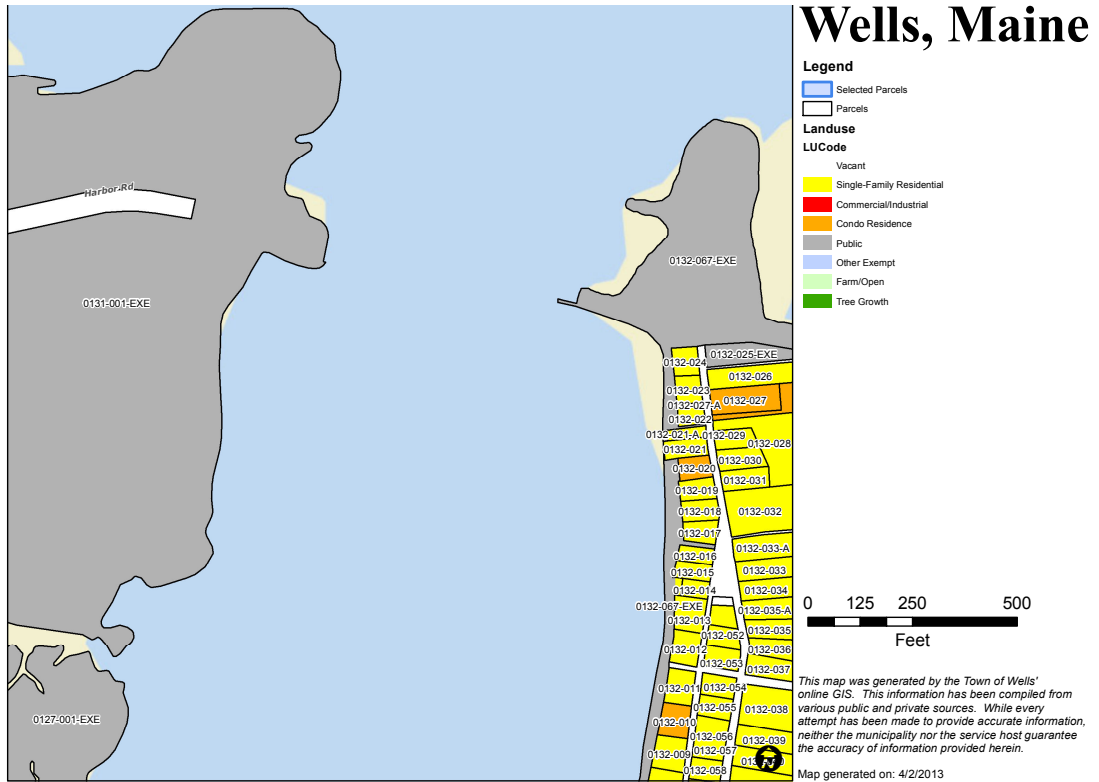 Wells, Maine
Legend
Selected Parcels
Parcels
Landuse
LUCode
Vacant
Single-Family Residential
Commercial/Industrial
Condo Residence
Public
Other Exempt
Farm/Open
Tree Growth
0 125 250 500
Feet
This map was generated by the Town of Wells'
online GIS. This information has been compiled from
various public and private sources. While every
attempt has been made to provide accurate information,
neither the municipality nor the service host guarantee
the accuracy of information provided herein.
Map generated on: 4/2/2013
Harbor Rd
0131-001-EXE
0127-001-EXE
0132-067-EXE
0132-025-EXE
0132-024
0132-026
0132-023
0132-027
0132-027-A
0132-022
0132-021-A
0132-029
0132-028
0132-021
0132-030
0132-020
0132-031
0132-019
0132-018
0132-032
0132-017
0132-033-A
0132-016
0132-015
0132-033
0132-014
0132-034
0132-067-EXE
0132-035-A
0132-013
0132-035
0132-052
0132-012
0132-036
0132-053
0132-037
0132-011
0132-054
0132-055
0132-038
0132-010
0132-056
0132-039
0132-009
0132-057
0132-058